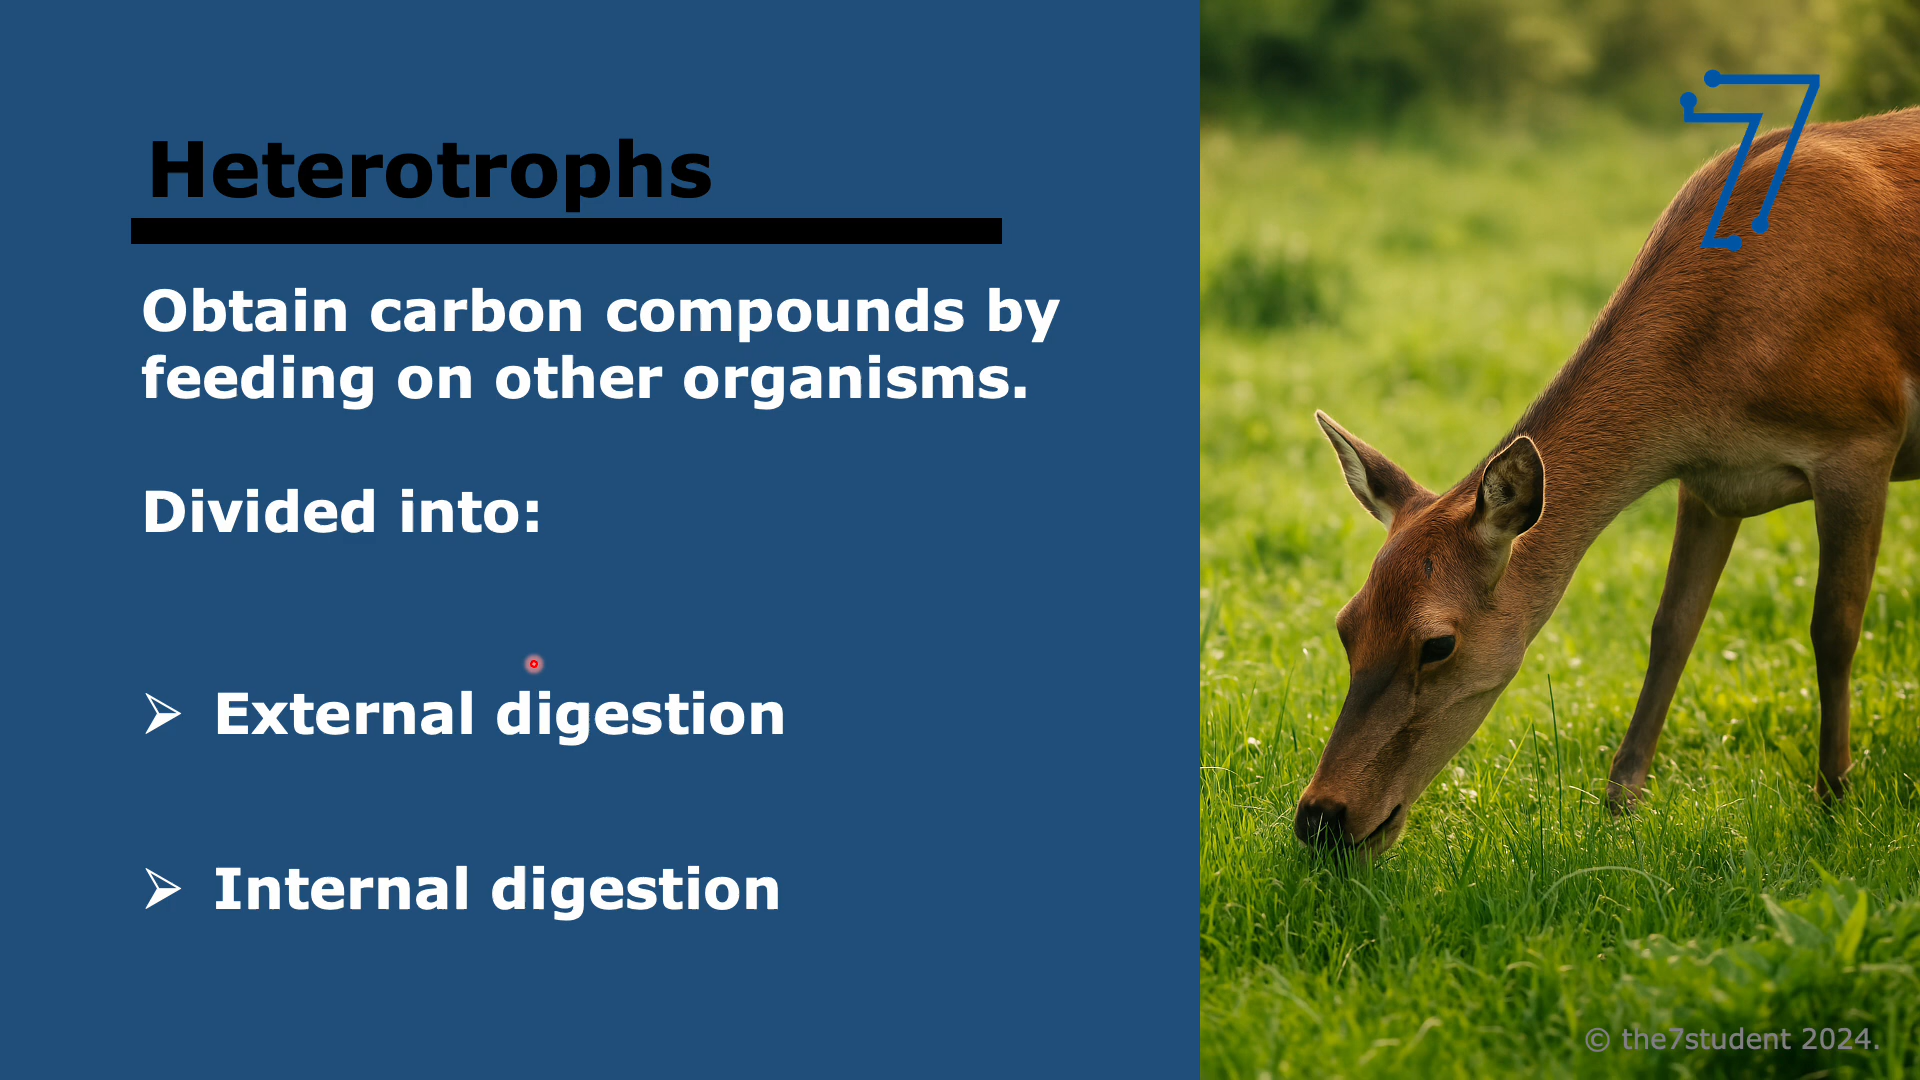 Heterotrophs
Obtain carbon compounds by
feeding on other organisms.
Divided into:
➢ External digestion
➢ Internal digestion
© the7student 2024.